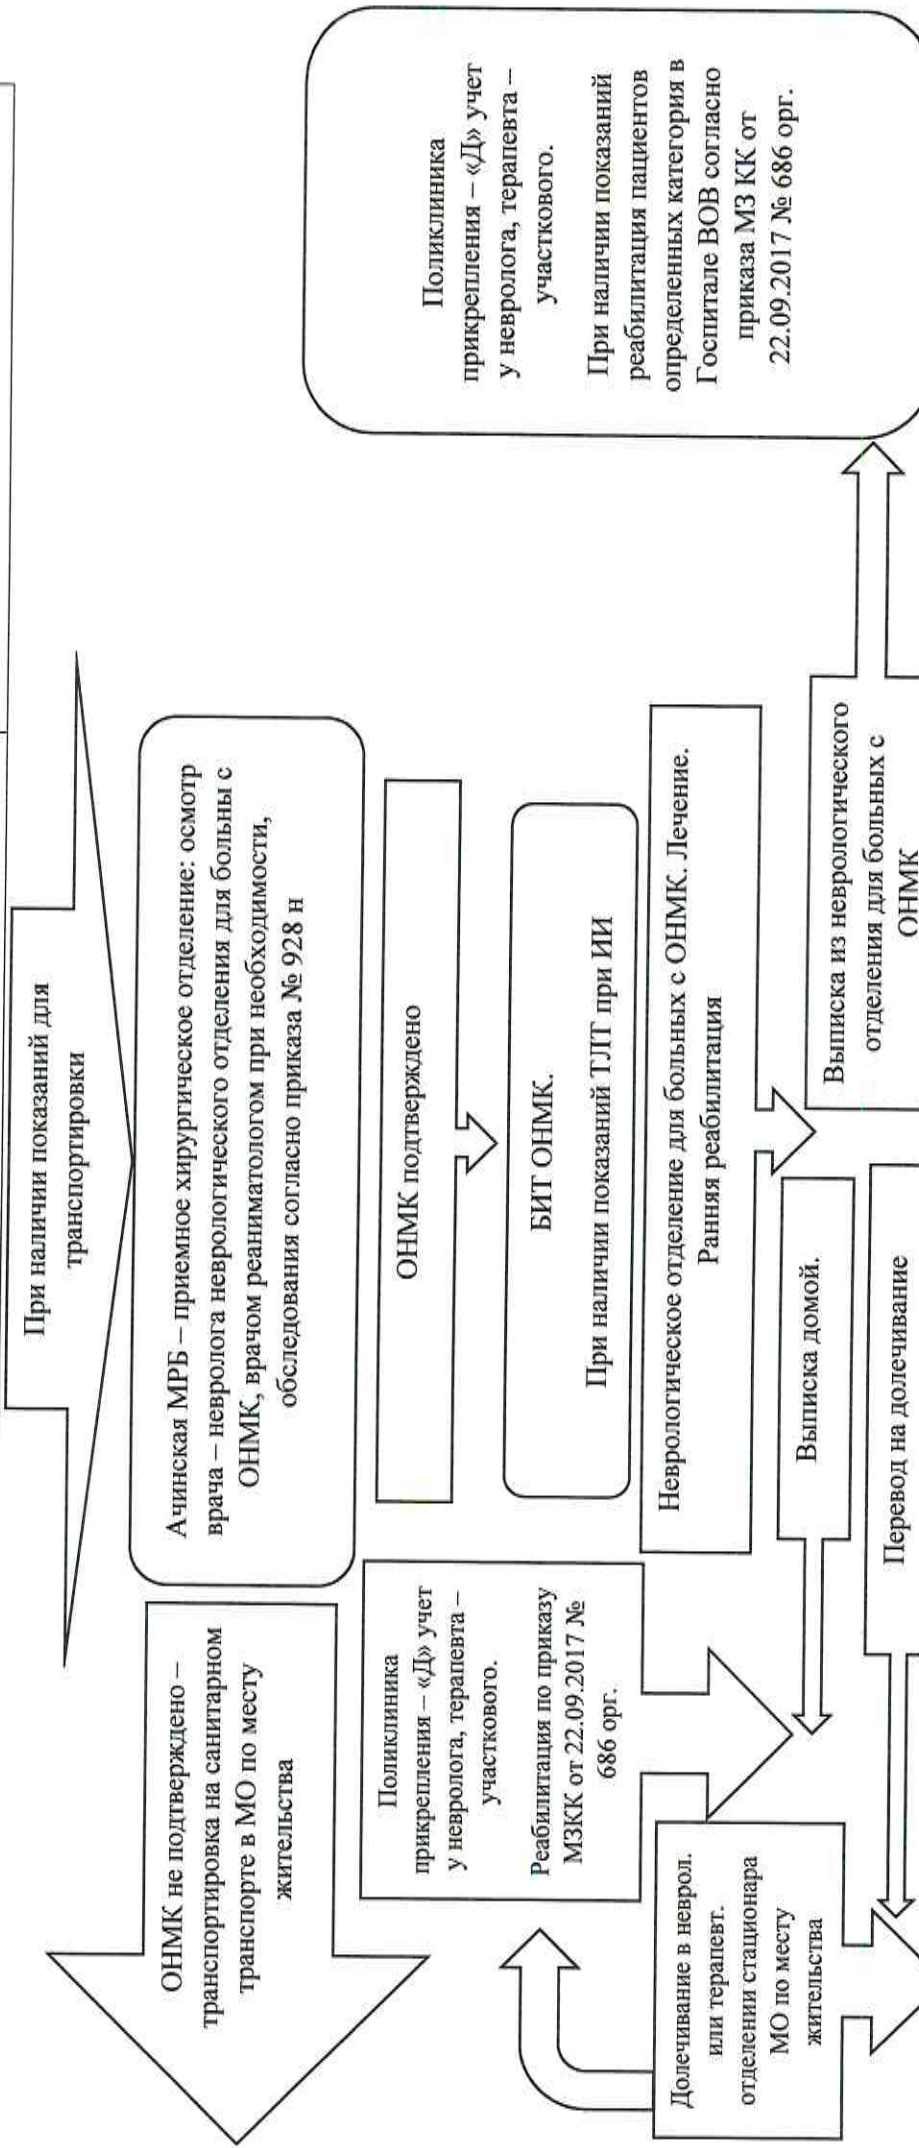 При наличии показаний для
транспортировки
Ачинская МРБ – приемное хирургическое отделение: осмотр
врача – невролога неврологического отделения для больны с
ОНМК, врачом реаниматологом при необходимости,
обследования согласно приказа № 928 н
ОНМК не подтверждено –
транспортировка на санитарном
транспорте в МО по месту
жительства
ОНМК подтверждено
БИТ ОНМК.
При наличии показаний ТЛТ при ИИ
Неврологическое отделение для больных с ОНМК. Лечение.
Ранняя реабилитация
Поликлиника
прикрепления – «Д» учет
у невролога, терапевта –
участкового.
Реабилитация по приказу
МЗКК от 22.09.2017 №
686 орг.
Выписка домой.
Выписка из неврологического
отделения для больных с
ОНМК
Перевод на долечивание
Долечивание в неврол.
или терапевт.
отделении стационара
МО по месту
жительства
Поликлиника
прикрепления – «Д» учет
у невролога, терапевта –
участкового.
При наличии показаний
реабилитация пациентов
определенных категория в
Госпитале ВОВ согласно
приказа МЗ КК от
22.09.2017 № 686 орг.